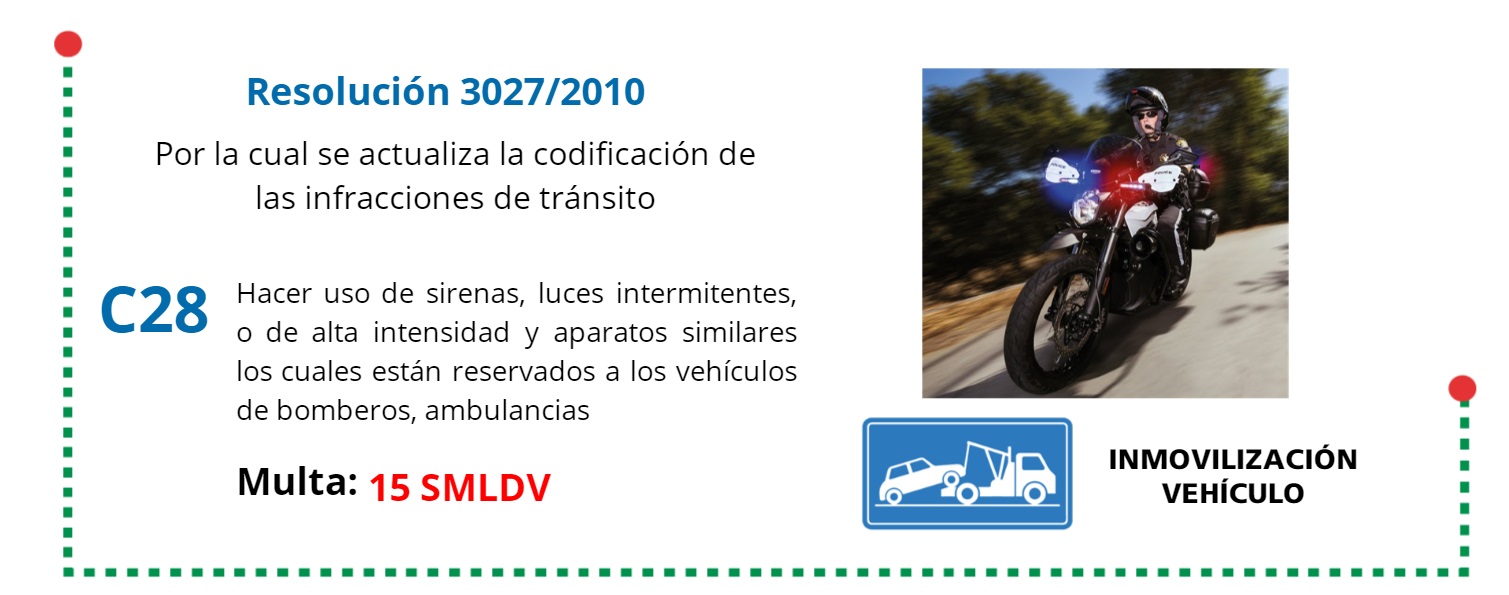 Resolución 3027/2010
Por la cual se actualiza la codificación de
las infracciones de tránsito
C28
Hacer uso de sirenas, luces intermitentes,
o de alta intensidad y aparatos similares
los cuales están reservados a los vehículos
de bomberos, ambulancias
Multa: 15 SMLDV
INMOVILIZACIÓN
VEHÍCULO